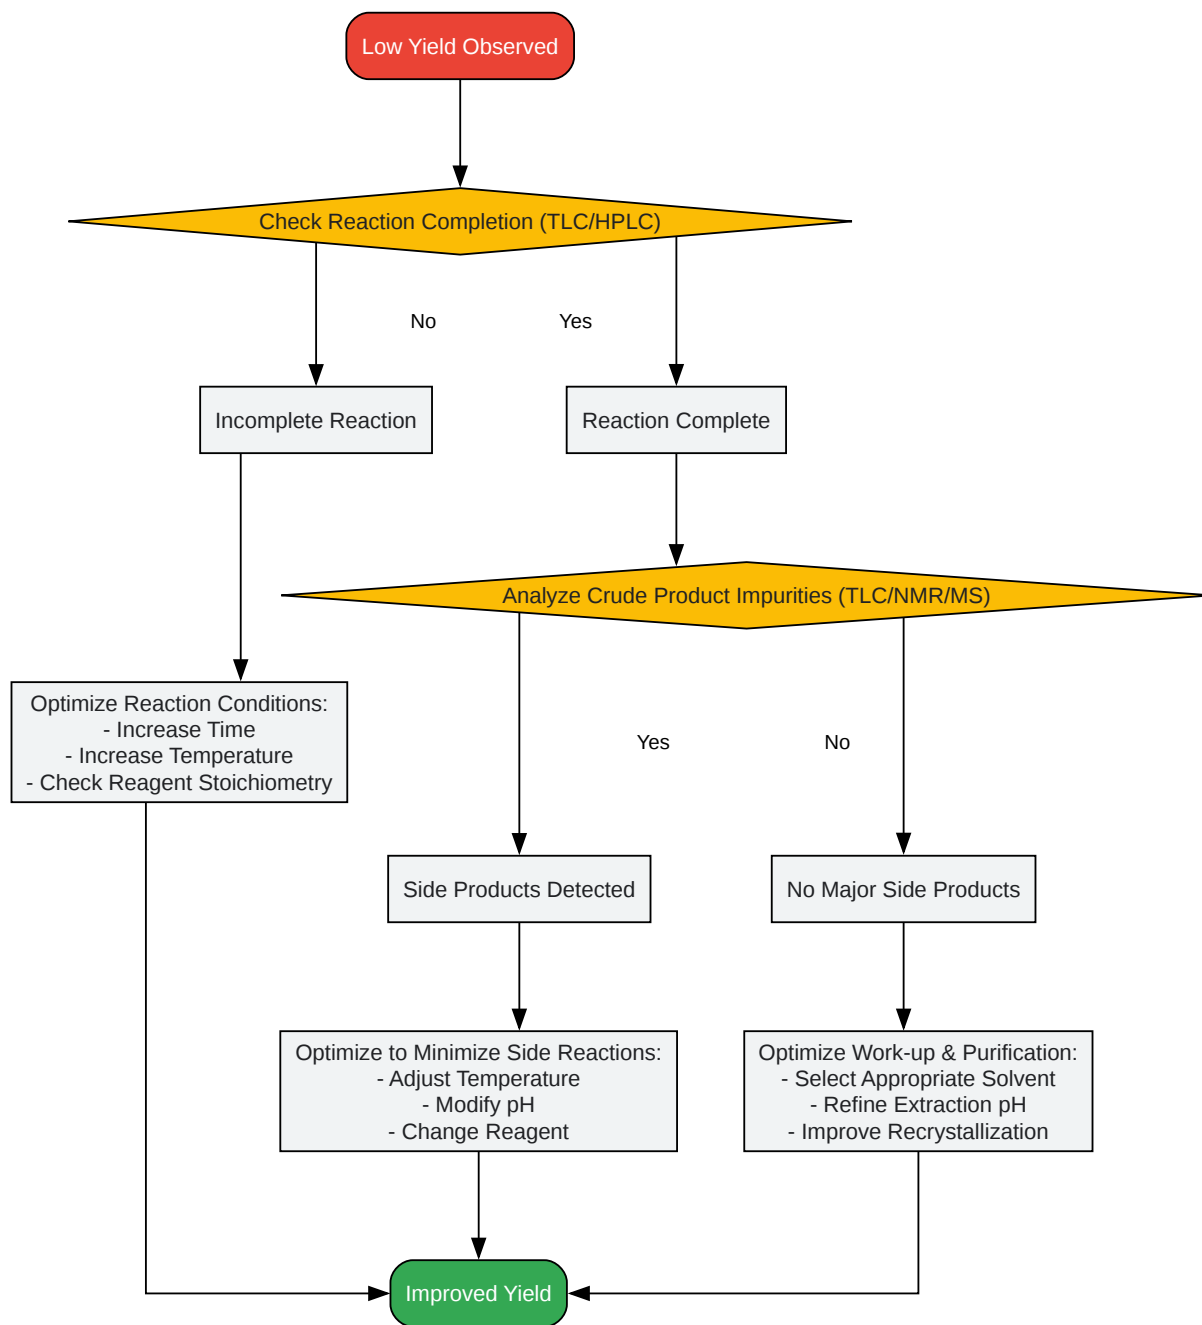 Low Yield Observed
Check Reaction Completion (TLC/HPLC)
No
Yes
Incomplete Reaction
Reaction Complete
Analyze Crude Product Impurities (TLC/NMR/MS)
Optimize Reaction Conditions:
- Increase Time
- Increase Temperature
- Check Reagent Stoichiometry
Yes
No
Side Products Detected
No Major Side Products
Optimize to Minimize Side Reactions:
- Adjust Temperature
- Modify pH
- Change Reagent
Optimize Work-up & Purification:
- Select Appropriate Solvent
- Refine Extraction pH
- Improve Recrystallization
Improved Yield